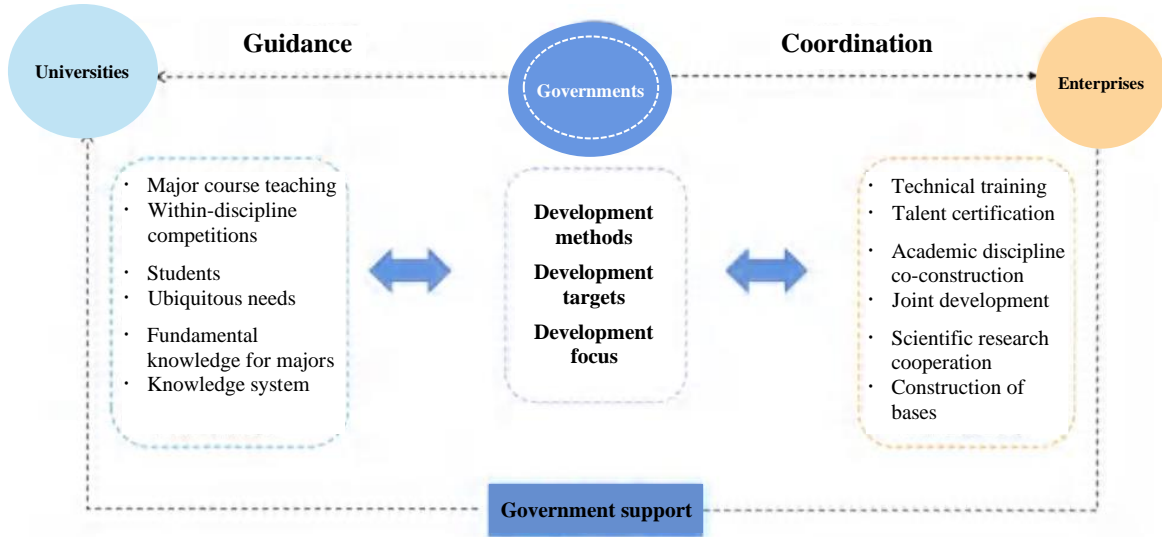 Guidance
Coordination
Universities
Governments
Enterprises
· Major course teaching
· Within-discipline
competitions
· Students
· Ubiquitous needs
· Fundamental
knowledge for majors
· Knowledge system
Development
methods
Development
targets
Development
focus
· Technical training
· Talent certification
· Academic discipline
co-construction
· Joint development
· Scientific research
cooperation
· Construction of
bases
Government support